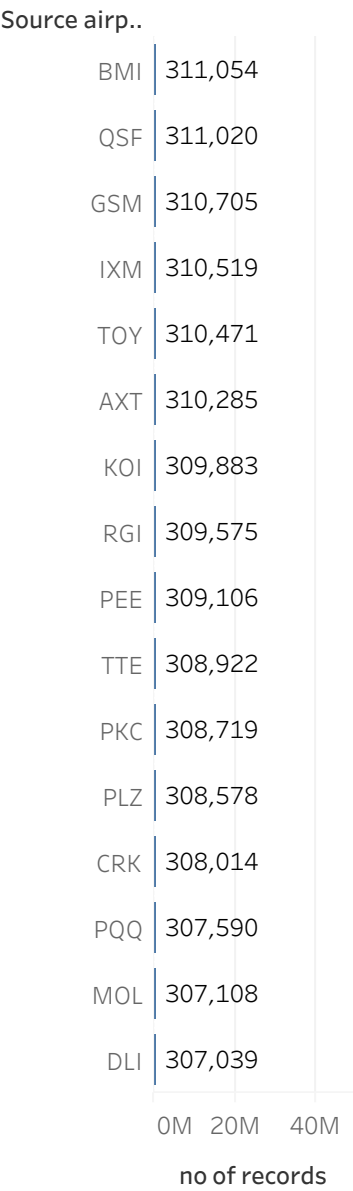 Source airp..
BMI 311,054
QSF 311,020
GSM 310,705
IXM 310,519
TOY 310,471
AXT 310,285
KOI 309,883
RGI 309,575
PEE 309,106
TTE 308,922
PKC 308,719
PLZ 308,578
CRK 308,014
PQQ 307,590
MOL 307,108
DLI 307,039
0M 20M 40M
no of records